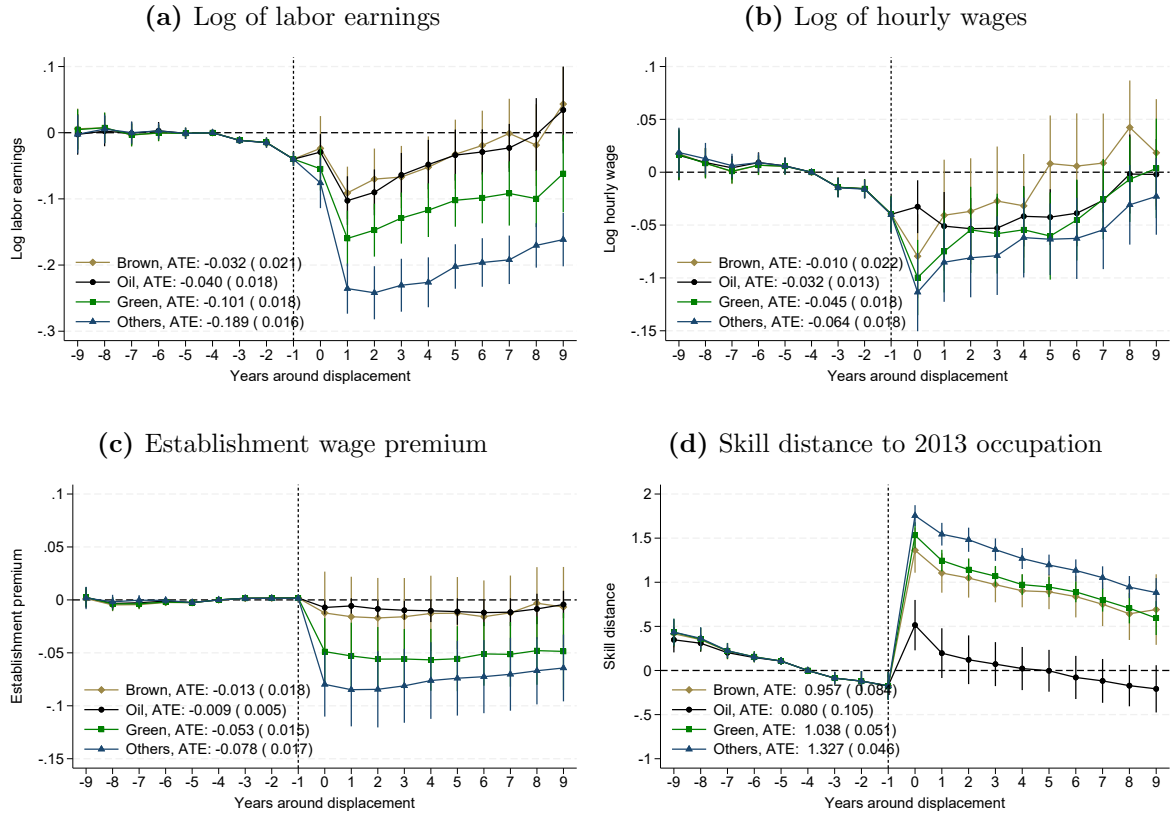 (a) Log of labor earnings
.1
0
-.1
-.2
-.3
Log labor earnings
Brown, ATE: -0.032 ( 0.021)
Oil, ATE: -0.040 ( 0.018)
Green, ATE: -0.101 ( 0.018)
Others, ATE: -0.189 ( 0.016)
-9 -8 -7 -6 -5 -4 -3 -2 -1 0 1 2 3 4 5 6 7 8 9
Years around displacement
(b) Log of hourly wages
.1
.05
0
-.05
-.1
-.15
Log hourly wage
Brown, ATE: -0.010 ( 0.022)
Oil, ATE: -0.032 ( 0.013)
Green, ATE: -0.045 ( 0.018)
Others, ATE: -0.064 ( 0.018)
-9 -8 -7 -6 -5 -4 -3 -2 -1 0 1 2 3 4 5 6 7 8 9
Years around displacement
(c) Establishment wage premium
.1
.05
0
-.05
-.1
-.15
Establishment premium
Brown, ATE: -0.013 ( 0.018)
Oil, ATE: -0.009 ( 0.005)
Green, ATE: -0.053 ( 0.015)
Others, ATE: -0.078 ( 0.017)
-9 -8 -7 -6 -5 -4 -3 -2 -1 0 1 2 3 4 5 6 7 8 9
Years around displacement
(d) Skill distance to 2013 occupation
2
1.5
1
.5
0
-.5
-1
Skill distance
Brown, ATE: 0.957 ( 0.084)
Oil, ATE: 0.080 ( 0.105)
Green, ATE: 1.038 ( 0.051)
Others, ATE: 1.327 ( 0.046)
-9 -8 -7 -6 -5 -4 -3 -2 -1 0 1 2 3 4 5 6 7 8 9
Years around displacement